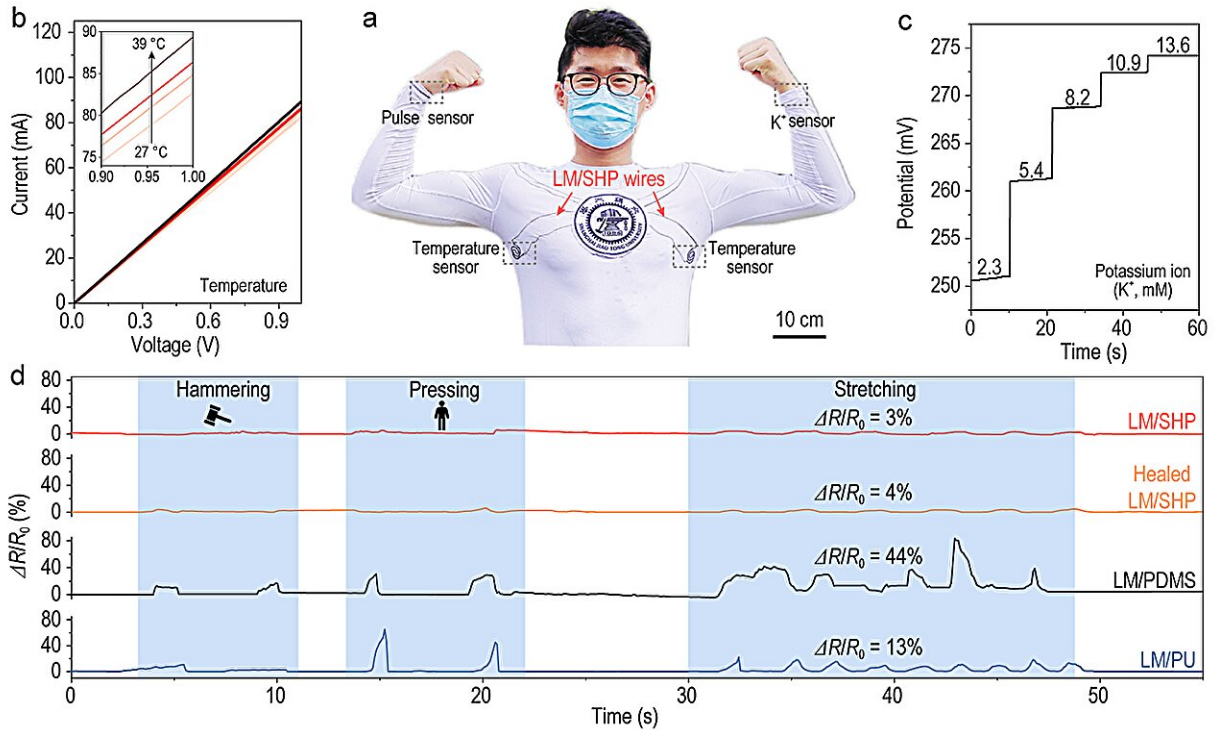 b
120
100
80
60
40
20
0
Current (mA)
90
85
80
75
39 °C
27 °C
0.90 0.95 1.00
Temperature
0.0 0.3 0.6 0.9
Voltage (V)
a
Pulse sensor
K⁺ sensor
LM/SHP wires
SHANGHAI JIAO TONG UNIVERSITY
1896
Temperature
sensor
Temperature
sensor
10 cm
c
275
270
265
260
255
250
Potential (mV)
2.3
5.4
8.2
10.9
13.6
Potassium ion
(K⁺, mM)
0 20 40 60
Time (s)
d
80
40
0
Hammering
Pressing
Stretching
ΔR/R₀ = 3%
LM/SHP
80
40
0
ΔR/R₀ = 4%
Healed
LM/SHP
ΔR/R₀ (%)
80
40
0
ΔR/R₀ = 44%
LM/PDMS
80
40
0
ΔR/R₀ = 13%
LM/PU
0 10 20 30 40 50
Time (s)